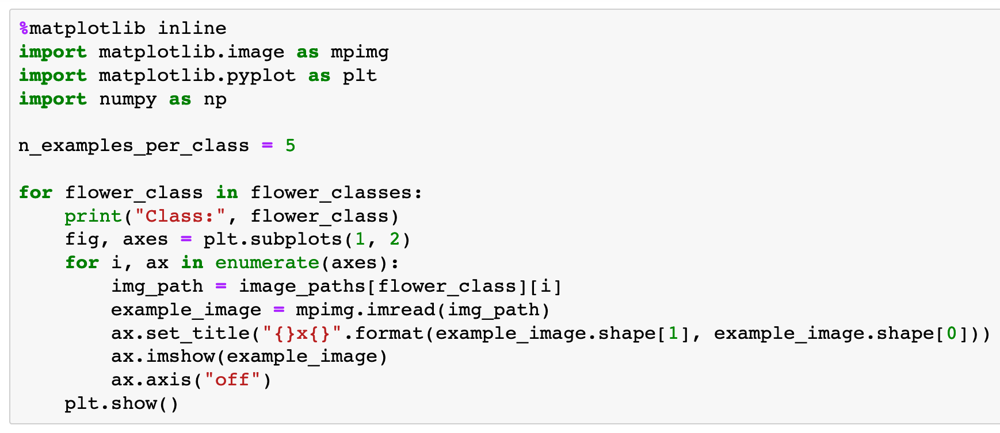 %matplotlib inline
import matplotlib.image as mpimg
import matplotlib.pyplot as plt
import numpy as np

n_examples_per_class = 5

for flower_class in flower_classes:
    print("Class:", flower_class)
    fig, axes = plt.subplots(1, 2)
    for i, ax in enumerate(axes):
        img_path = image_paths[flower_class][i]
        example_image = mpimg.imread(img_path)
        ax.set_title("{}x{}".format(example_image.shape[1], example_image.shape[0]))
        ax.imshow(example_image)
        ax.axis("off")
    plt.show()